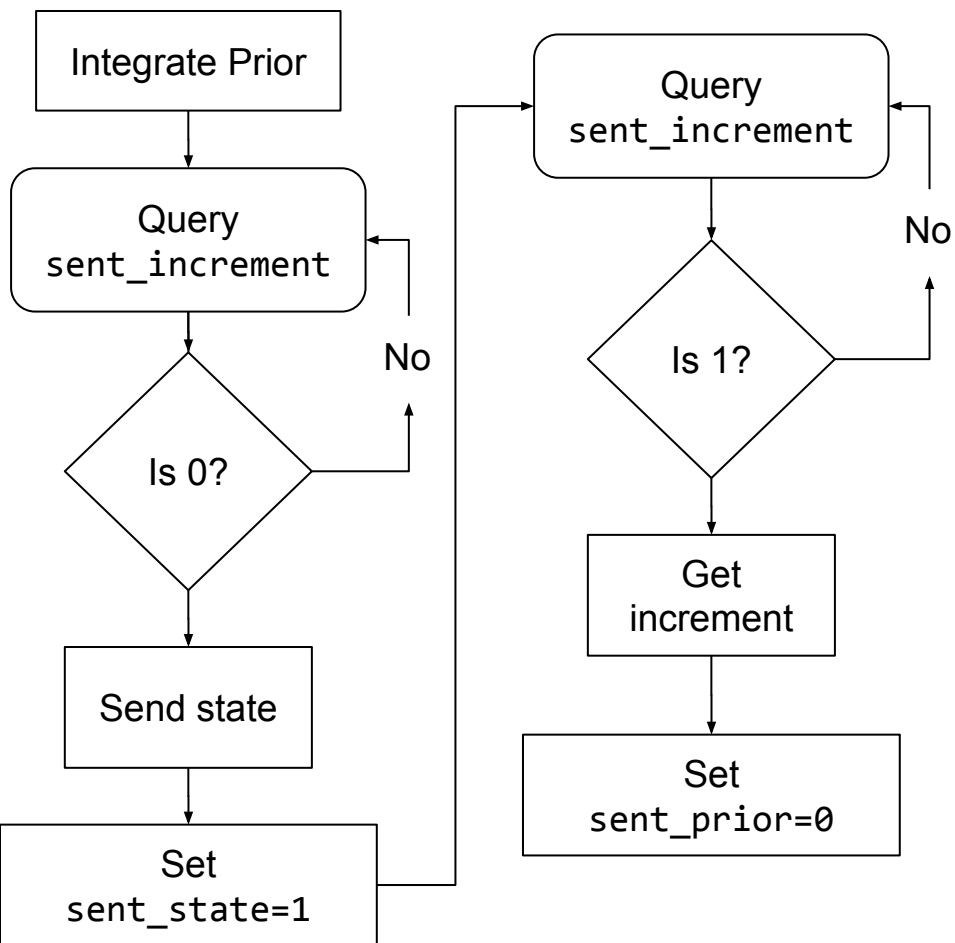 Integrate Prior
Query
sent_increment
No
Is 0?
Send state
Set
sent_state=1
Query
sent_increment
No
Is 1?
Get
increment
Set
sent_prior=0